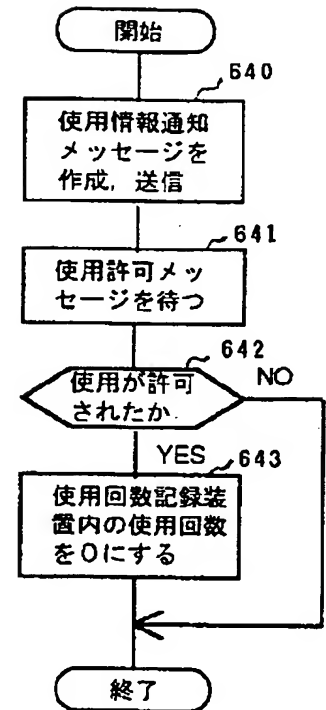 開始
640
使用情報通知
メッセージを
作成,送信
641
使用許可メッ
セージを待つ
642
使用が許可
されたか
NO
YES
643
使用回数記録装
置内の使用回数
を0にする
終了